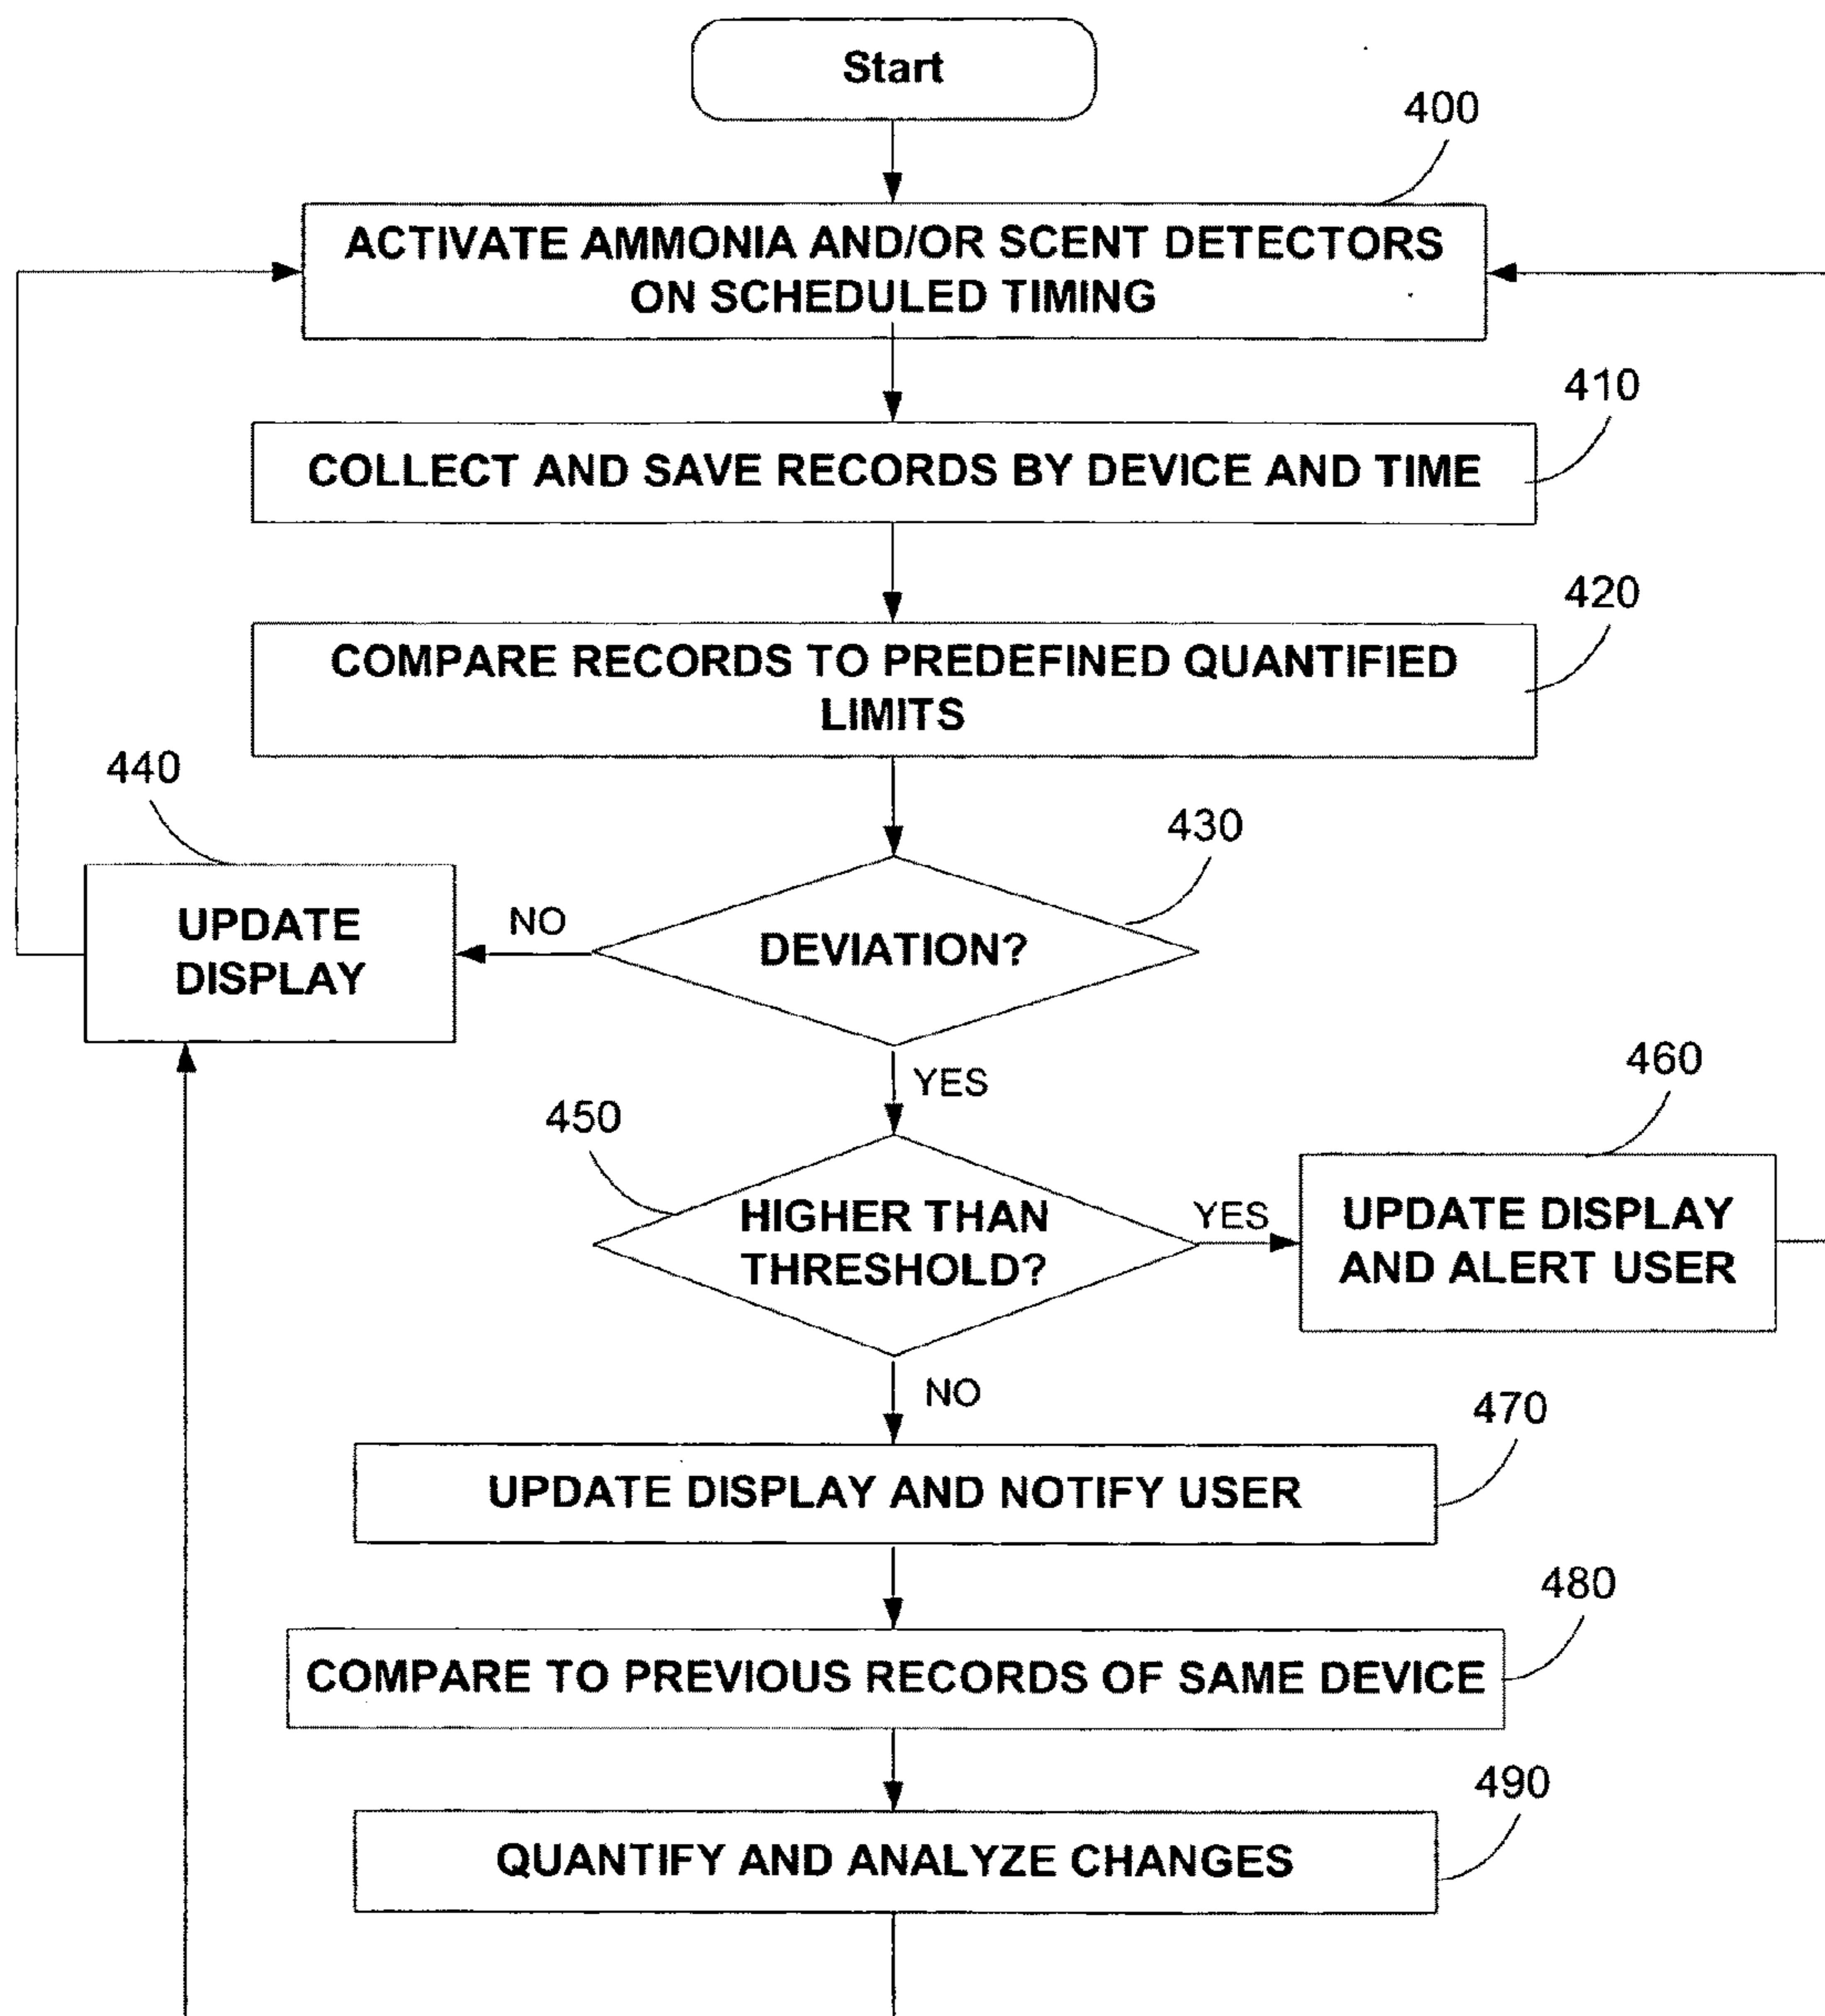 Start
400
ACTIVATE AMMONIA AND/OR SCENT DETECTORS
ON SCHEDULED TIMING
410
COLLECT AND SAVE RECORDS BY DEVICE AND TIME
420
COMPARE RECORDS TO PREDEFINED QUANTIFIED
LIMITS
440
430
UPDATE
DISPLAY
NO
DEVIATION?
YES
450
460
HIGHER THAN
THRESHOLD?
YES
UPDATE DISPLAY
AND ALERT USER
NO
470
UPDATE DISPLAY AND NOTIFY USER
480
COMPARE TO PREVIOUS RECORDS OF SAME DEVICE
490
QUANTIFY AND ANALYZE CHANGES